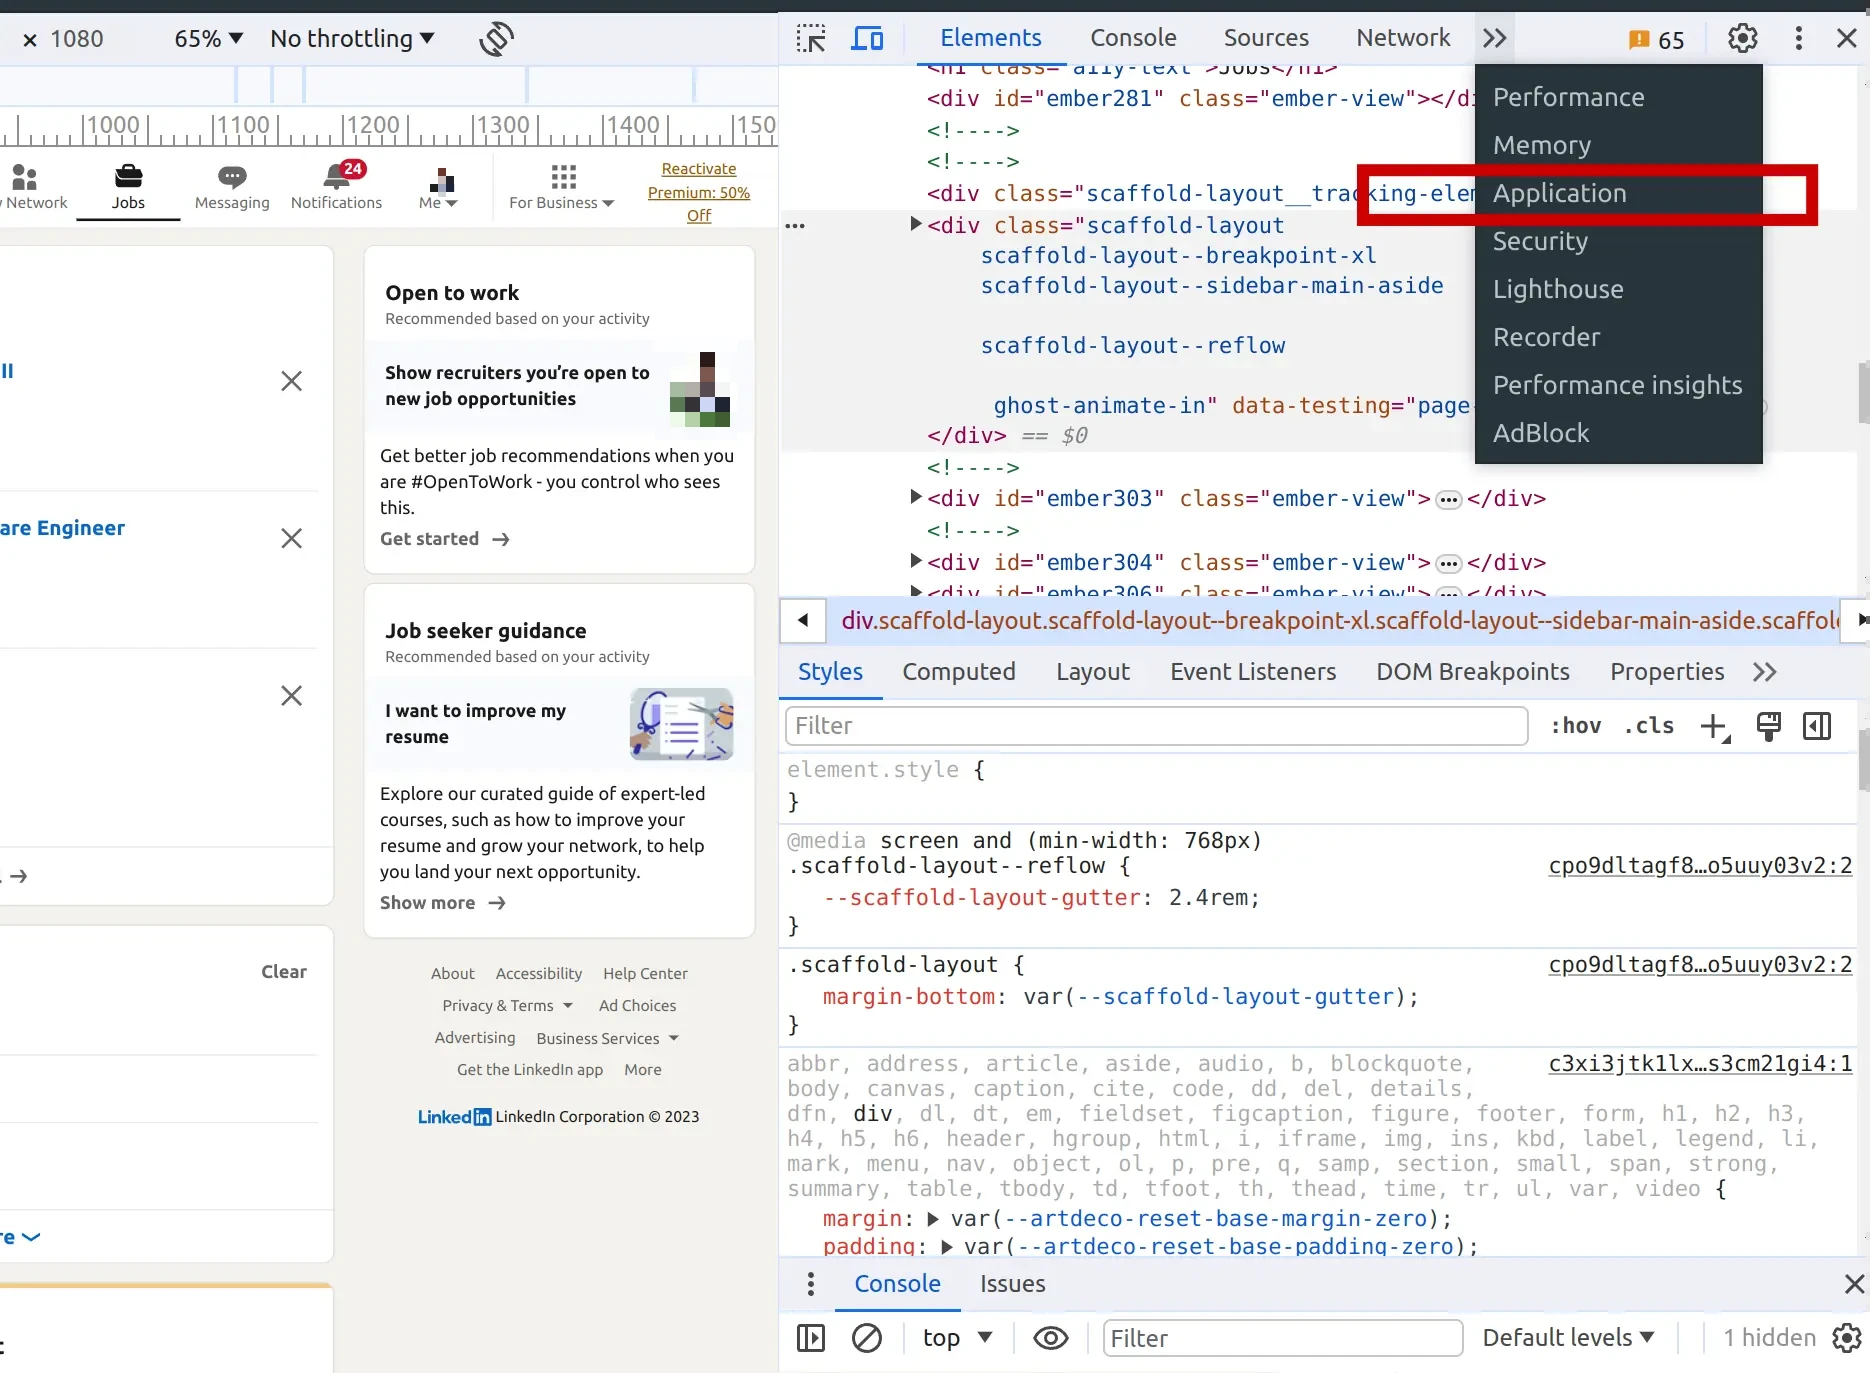 × 1080 65% No throttling
1000 1100 1200 1300 1400
24
Network Jobs Messaging Notifications Me For Business
Reactivate
Premium: 50%
Off
II
are Engineer
Clear
Open to work
Recommended based on your activity
Show recruiters you’re open to
new job opportunities
Get better job recommendations when you
are #OpenToWork - you control who sees
this.
Get started →
Job seeker guidance
Recommended based on your activity
I want to improve my
resume
Explore our curated guide of expert-led
courses, such as how to improve your
resume and grow your network, to help
you land your next opportunity.
Show more →
About Accessibility Help Center
Privacy & Terms Ad Choices
Advertising Business Services
Get the LinkedIn app More
LinkedIn LinkedIn Corporation © 2023
Elements Console Sources Network 65
<h1 class="a11y-text">Jobs</h1>
<div id="ember281" class="ember-view"></di
<!---->
<!---->
<div class="scaffold-layout__tracking-elem
<div class="scaffold-layout
scaffold-layout--breakpoint-xl
scaffold-layout--sidebar-main-aside
scaffold-layout--reflow
ghost-animate-in" data-testing="page-
</div> == $0
<!---->
<div id="ember303" class="ember-view">…</div>
<!---->
<div id="ember304" class="ember-view">…</div>
<div id="ember306" class="ember-view">…</div>
Performance
Memory
Application
Security
Lighthouse
Recorder
Performance insights
AdBlock
div.scaffold-layout.scaffold-layout--breakpoint-xl.scaffold-layout--sidebar-main-aside.scaffol
Styles Computed Layout Event Listeners DOM Breakpoints Properties
Filter :hov .cls
element.style {
}
@media screen and (min-width: 768px)
.scaffold-layout--reflow { cpo9dltagf8…o5uuy03v2:2
--scaffold-layout-gutter: 2.4rem;
}
.scaffold-layout { cpo9dltagf8…o5uuy03v2:2
margin-bottom: var(--scaffold-layout-gutter);
}
abbr, address, article, aside, audio, b, blockquote, c3xi3jtk1lx…s3cm21gi4:1
body, canvas, caption, cite, code, dd, del, details,
dfn, div, dl, dt, em, fieldset, figcaption, figure, footer, form, h1, h2, h3,
h4, h5, h6, header, hgroup, html, i, iframe, img, ins, kbd, label, legend, li,
mark, menu, nav, object, ol, p, pre, q, samp, section, small, span, strong,
summary, table, tbody, td, tfoot, th, thead, time, tr, ul, var, video {
margin: var(--artdeco-reset-base-margin-zero);
padding: var(--artdeco-reset-base-padding-zero);
Console Issues
top Filter Default levels 1 hidden